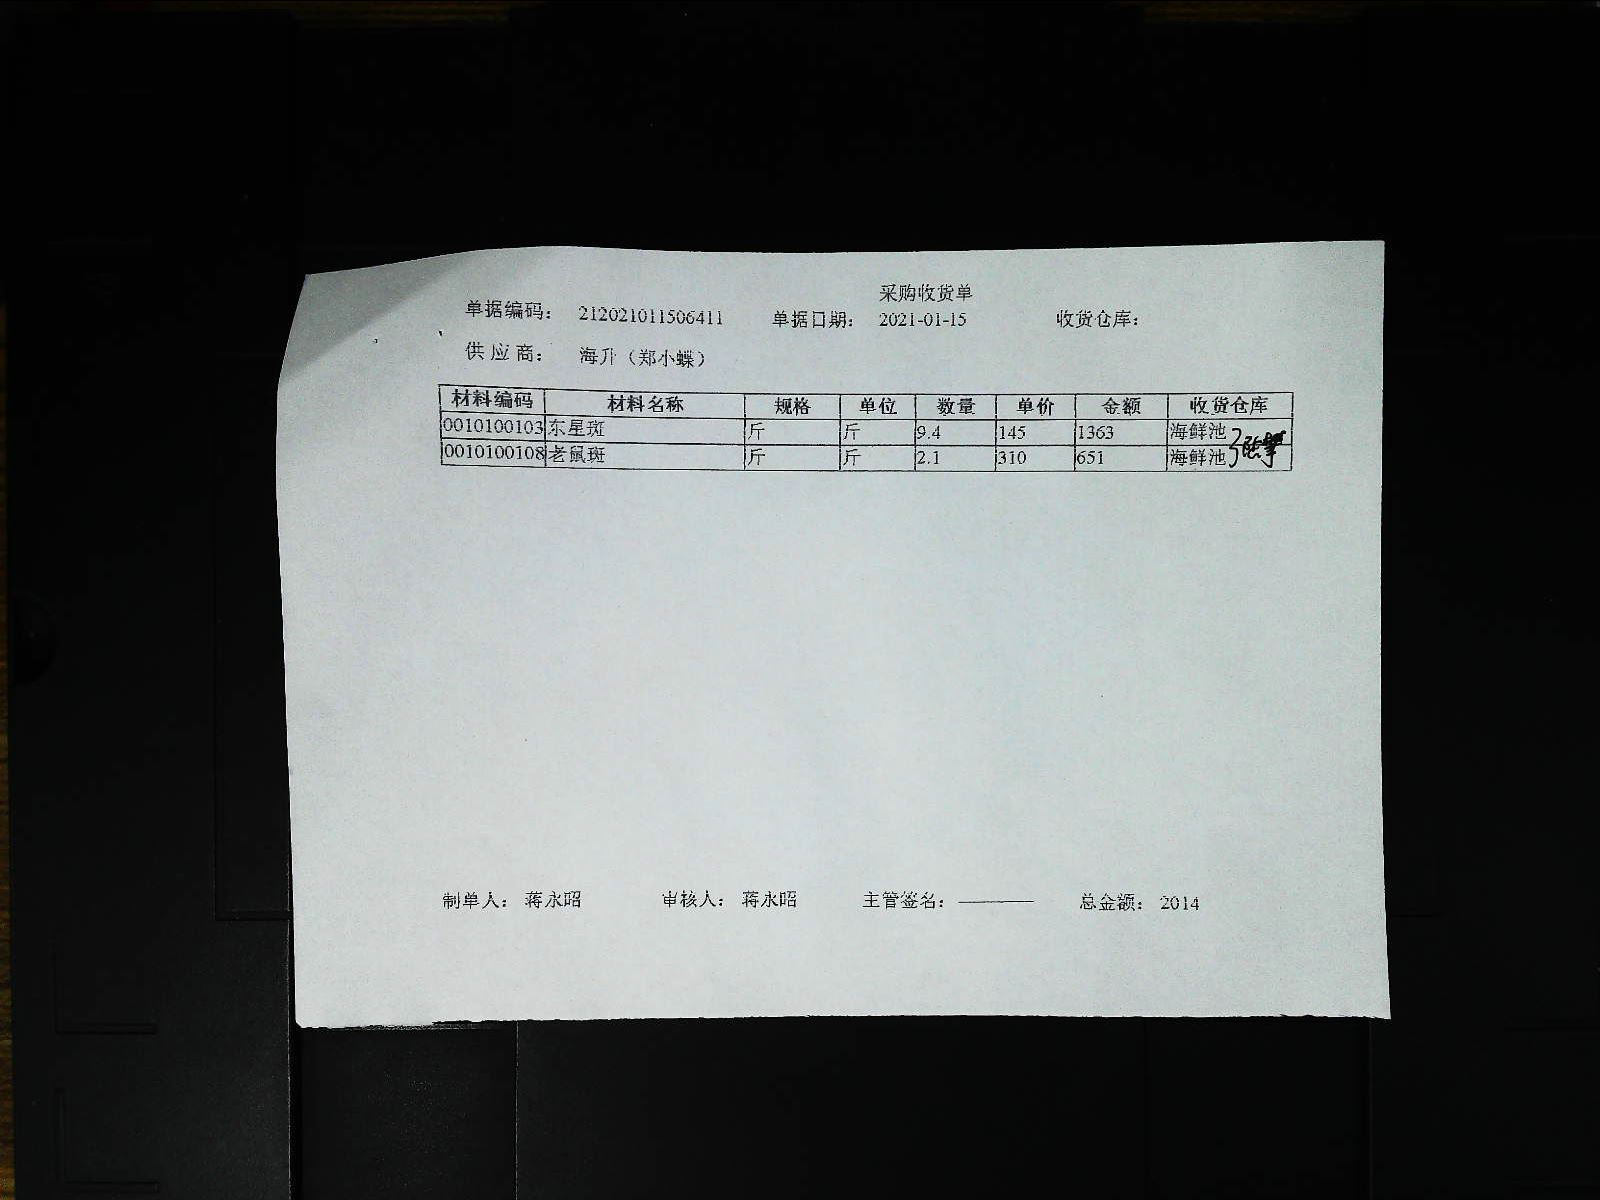 采购收货单
单据编码： 212021011506411 单据日期： 2021-01-15 收货仓库：
供 应 商： 海升（郑小蝶）
材料编码 材料名称 规格 单位 数量 单价 金额 收货仓库
0010100103 东星斑 斤 斤 9.4 145 1363 海鲜池
0010100108 老鼠斑 斤 斤 2.1 310 651 海鲜池
制单人： 蒋永昭 审核人： 蒋永昭 主管签名： 总金额： 2014